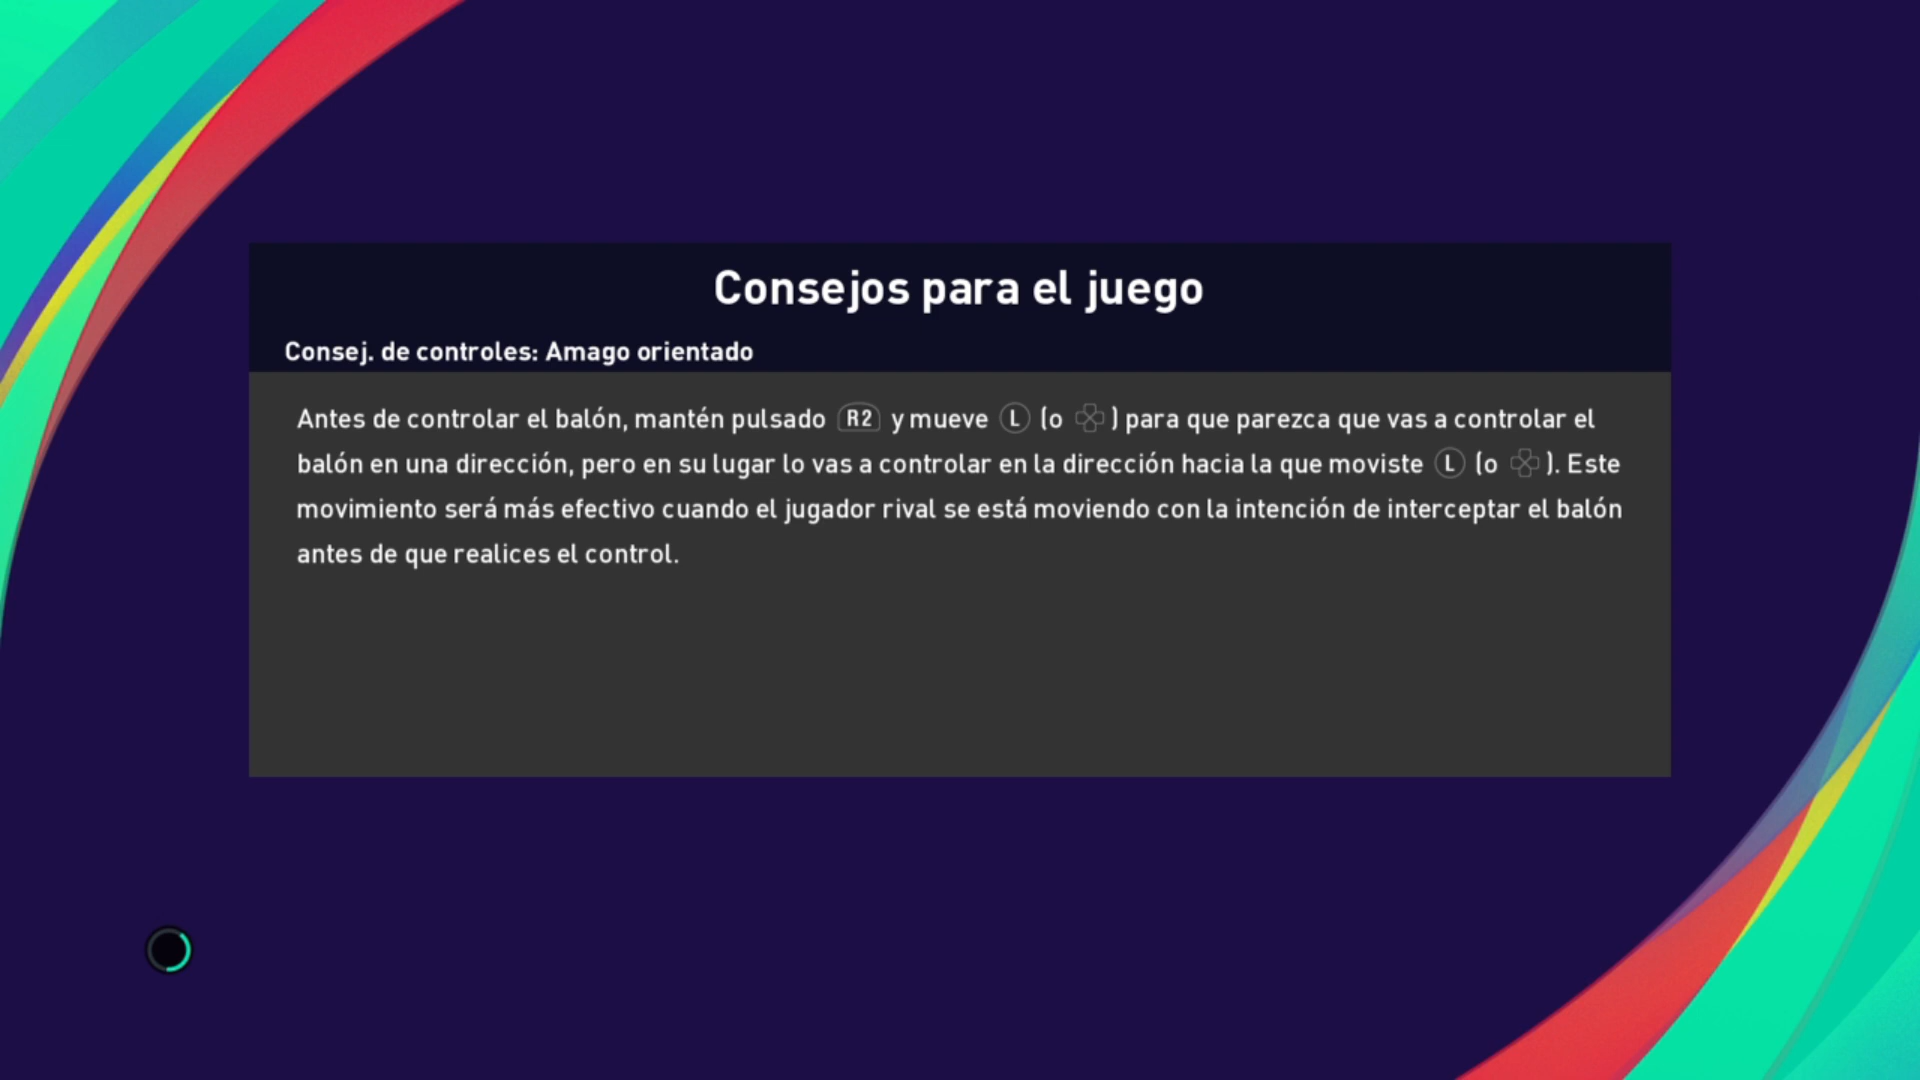 Consejos para el juego
Consej. de controles: Amago orientado
Antes de controlar el balón, mantén pulsado R2 y mueve L (o ) para que parezca que vas a controlar el
balón en una dirección, pero en su lugar lo vas a controlar en la dirección hacia la que moviste L (o ). Este
movimiento será más efectivo cuando el jugador rival se está moviendo con la intención de interceptar el balón
antes de que realices el control.